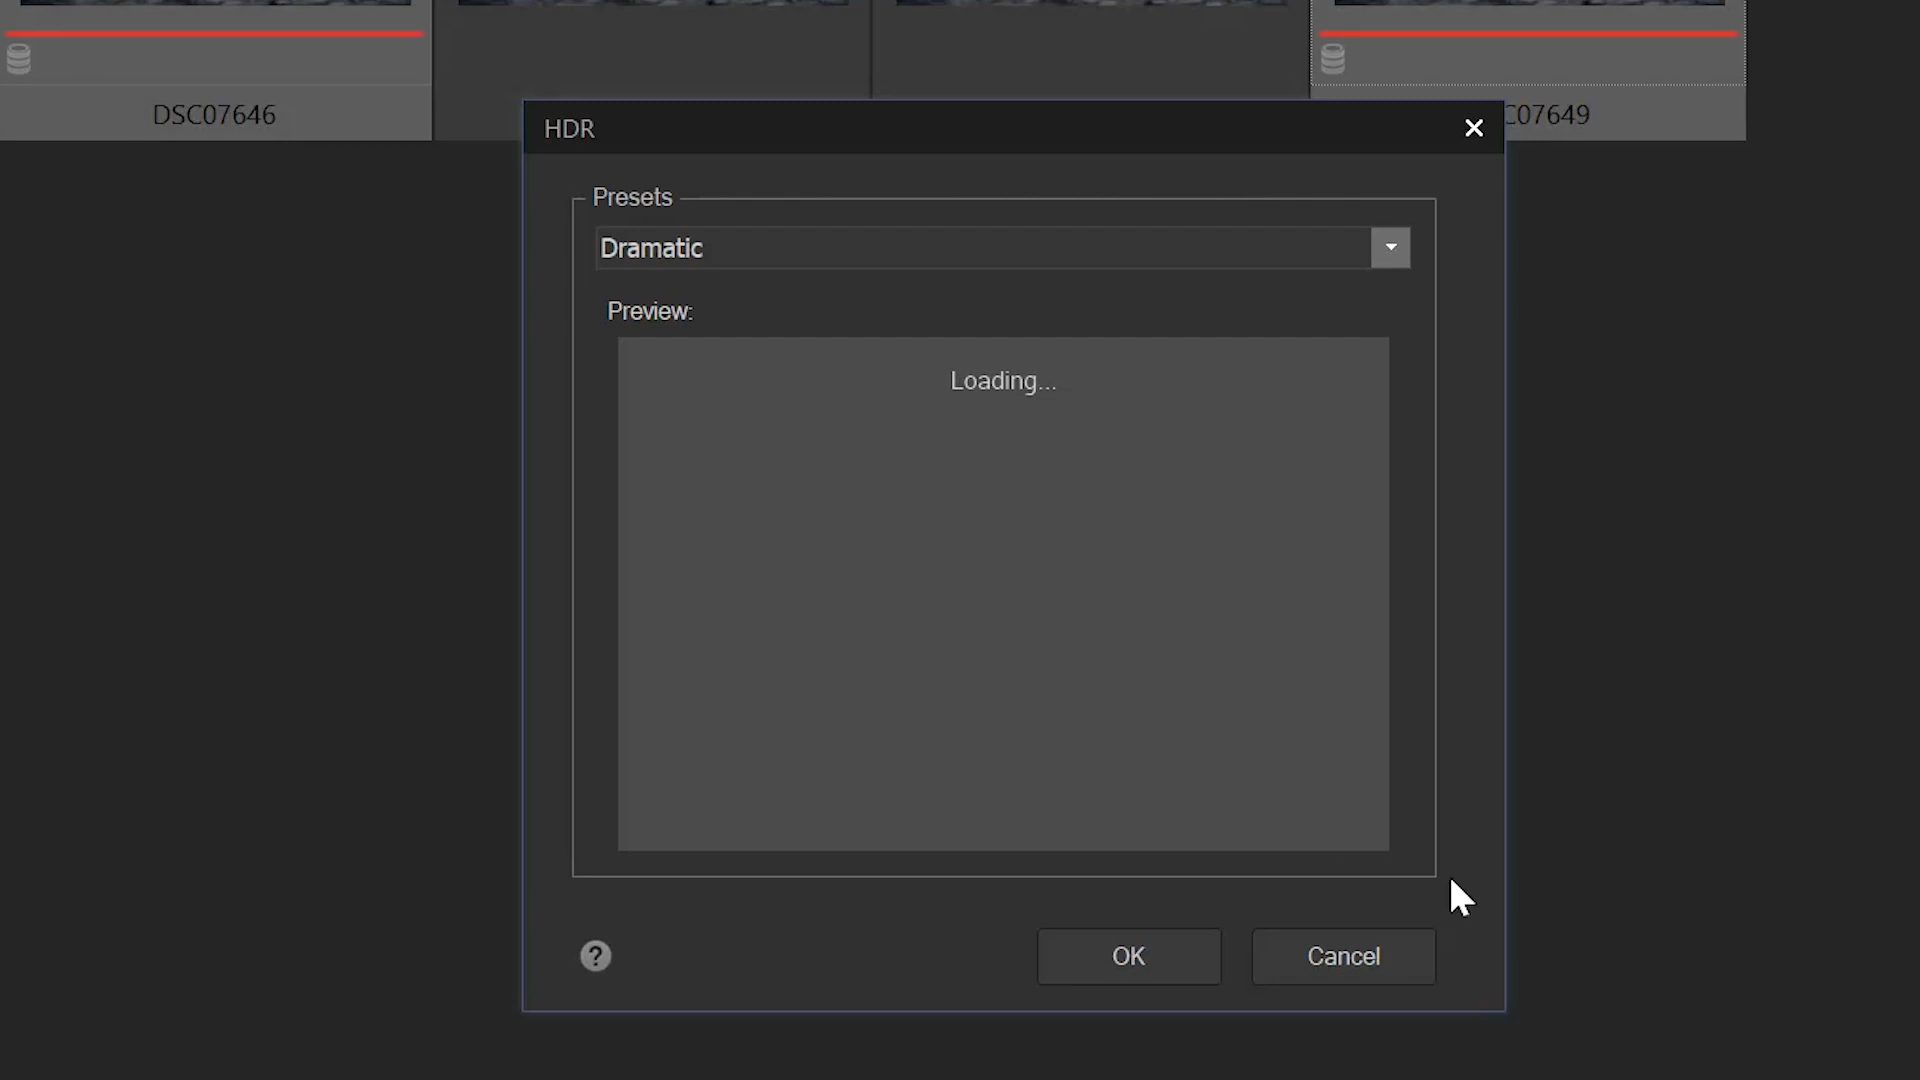 DSC07646
C07649
HDR
Presets
Dramatic
Preview:
Loading...
?
OK
Cancel